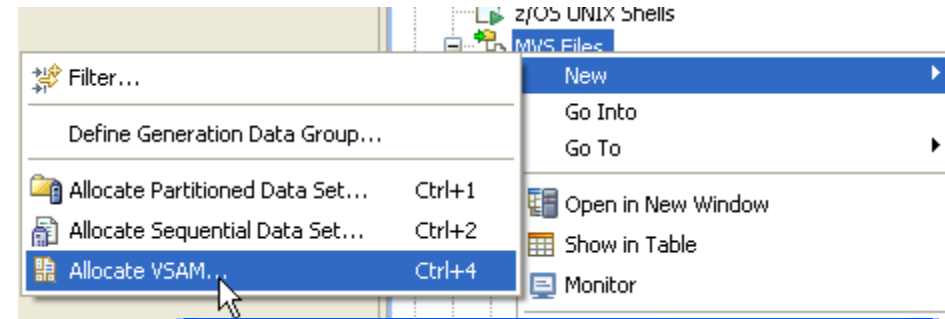 z/OS UNIX Shells
MVS Files
Filter...
Define Generation Data Group...
Allocate Partitioned Data Set... Ctrl+1
Allocate Sequential Data Set... Ctrl+2
Allocate VSAM... Ctrl+4
New
Go Into
Go To
Open in New Window
Show in Table
Monitor